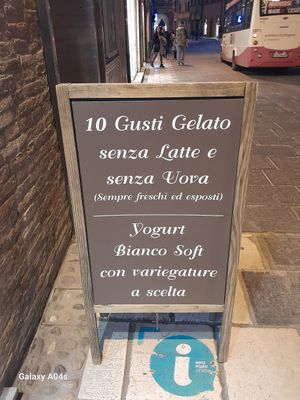 10 Gusti Gelato
senza Latte e
senza Uova
(Sempre freschi ed esposti)
Yogurt
Bianco Soft
con variegature
a scelta
i
Galaxy A04s